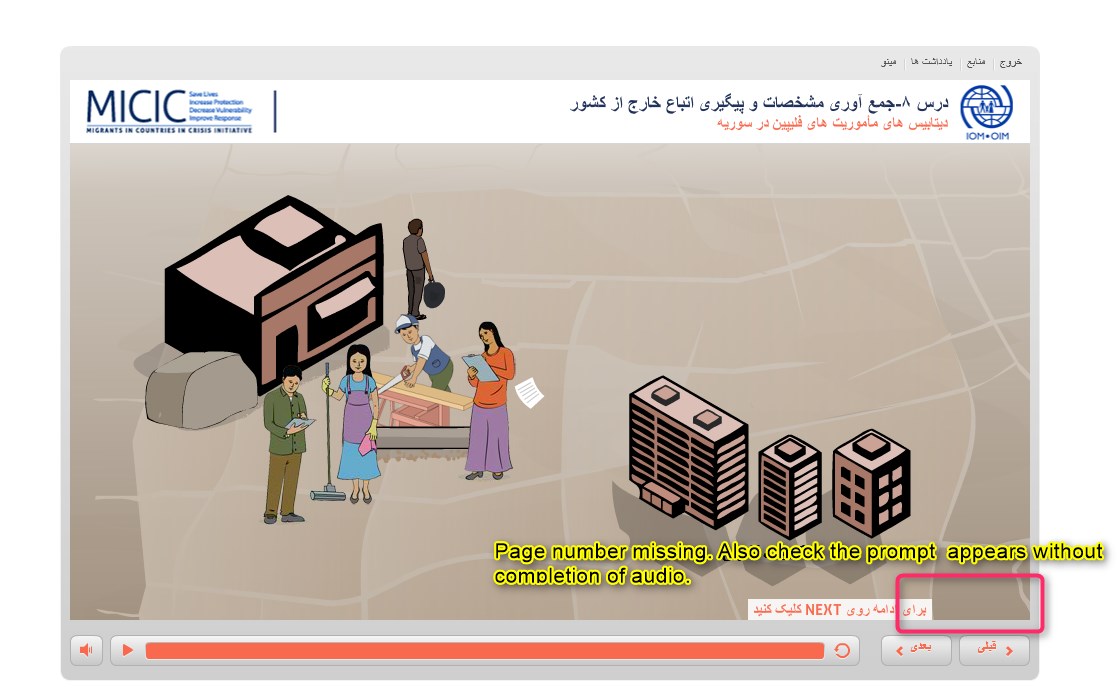 خروج | منابع | یادداشت ها | مینو
MICIC
Save Lives
Increase Protection
Decrease Vulnerability
Improve Response
MIGRANTS IN COUNTRIES IN CRISIS INITIATIVE
درس ۸-جمع آوری مشخصات و پیگیری اتباع خارج از کشور
دیتابیس های ماموریت های فلیپین در سوریه
IOM•OIM
Page number missing. Also check the prompt appears without
completion of audio.
برای ادامه روی NEXT کلیک کنید
قبلی
بعدی